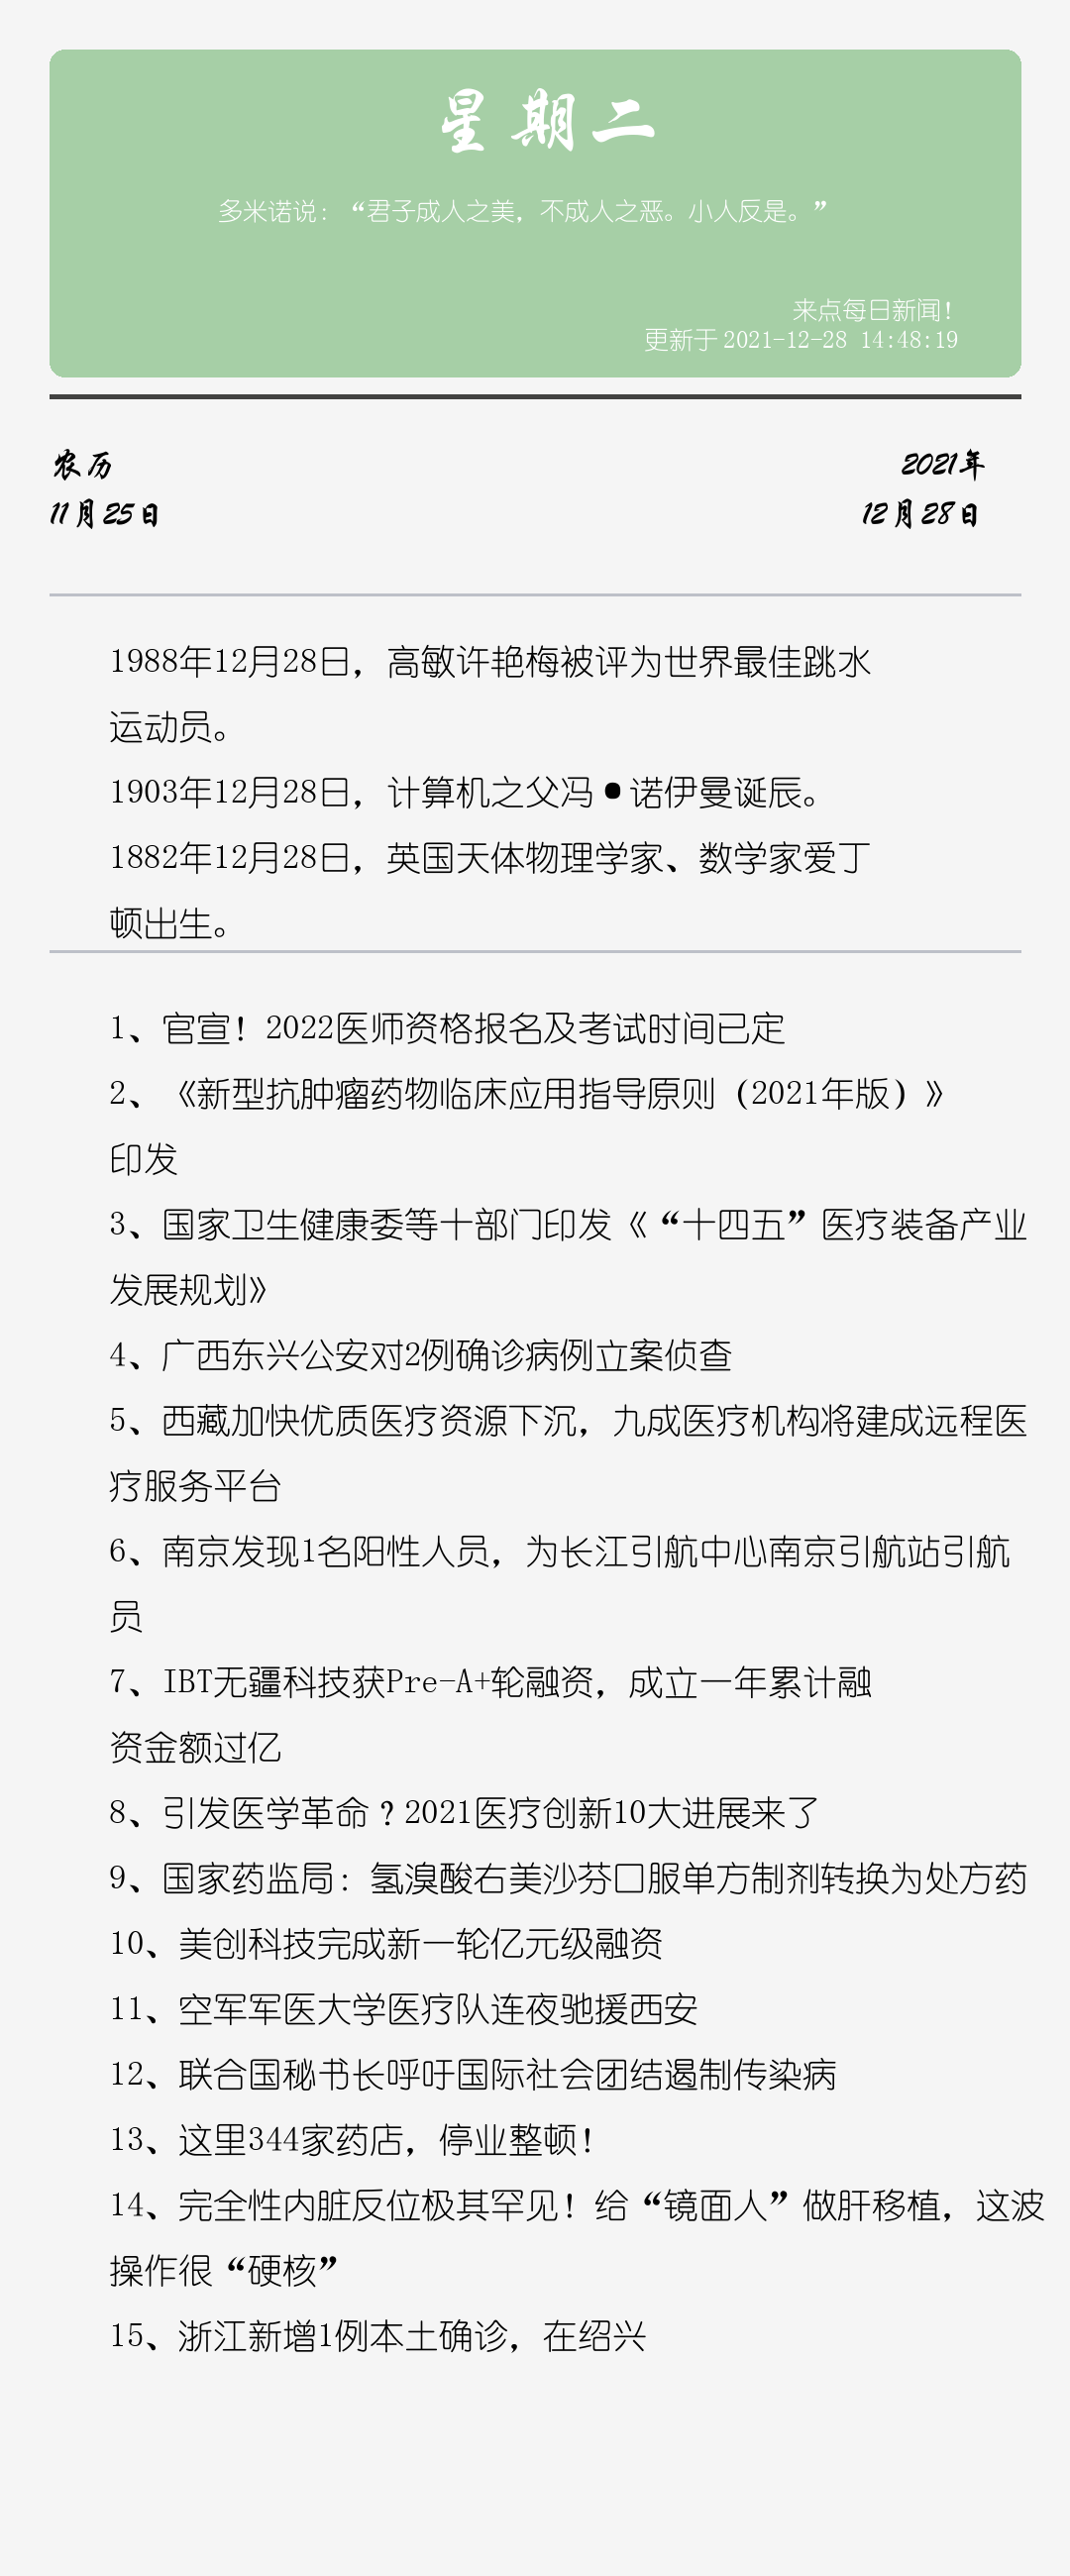 星期二
多米诺说：“君子成人之美，不成人之恶。小人反是。”
来点每日新闻！
更新于 2021-12-28 14:48:19
农历
2021年
11月25日
12月28日
1988年12月28日，高敏许艳梅被评为世界最佳跳水
运动员。
1903年12月28日，计算机之父冯•诺伊曼诞辰。
1882年12月28日，英国天体物理学家、数学家爱丁
顿出生。
1、官宣！2022医师资格报名及考试时间已定
2、《新型抗肿瘤药物临床应用指导原则（2021年版）》
印发
3、国家卫生健康委等十部门印发《“十四五”医疗装备产业
发展规划》
4、广西东兴公安对2例确诊病例立案侦查
5、西藏加快优质医疗资源下沉，九成医疗机构将建成远程医
疗服务平台
6、南京发现1名阳性人员，为长江引航中心南京引航站引航
员
7、IBT无疆科技获Pre-A+轮融资，成立一年累计融
资金额过亿
8、引发医学革命？2021医疗创新10大进展来了
9、国家药监局：氢溴酸右美沙芬口服单方制剂转换为处方药
10、美创科技完成新一轮亿元级融资
11、空军军医大学医疗队连夜驰援西安
12、联合国秘书长呼吁国际社会团结遏制传染病
13、这里344家药店，停业整顿！
14、完全性内脏反位极其罕见！给“镜面人”做肝移植，这波
操作很“硬核”
15、浙江新增1例本土确诊，在绍兴